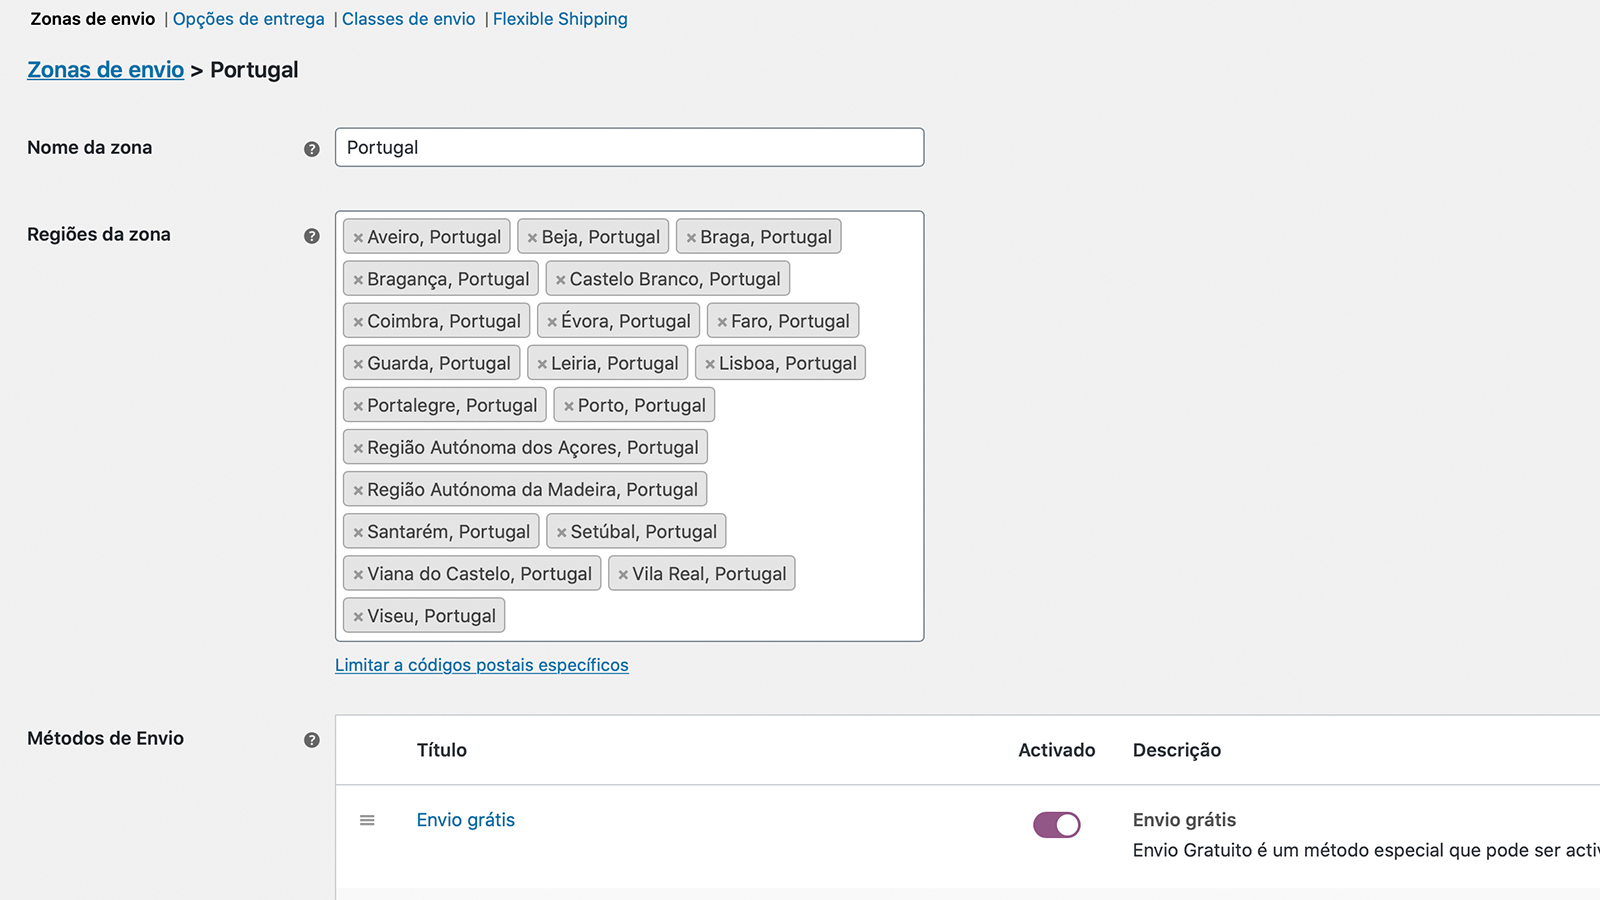 Zonas de envio | Opções de entrega | Classes de envio | Flexible Shipping
Zonas de envio > Portugal
Nome da zona ? Portugal
Regiões da zona ? × Aveiro, Portugal × Beja, Portugal × Braga, Portugal
× Bragança, Portugal × Castelo Branco, Portugal
× Coimbra, Portugal × Évora, Portugal × Faro, Portugal
× Guarda, Portugal × Leiria, Portugal × Lisboa, Portugal
× Portalegre, Portugal × Porto, Portugal
× Região Autónoma dos Açores, Portugal
× Região Autónoma da Madeira, Portugal
× Santarém, Portugal × Setúbal, Portugal
× Viana do Castelo, Portugal × Vila Real, Portugal
× Viseu, Portugal
Limitar a códigos postais específicos
Métodos de Envio ?
Título Activado Descrição
Envio grátis Envio grátis
Envio Gratuito é um método especial que pode ser